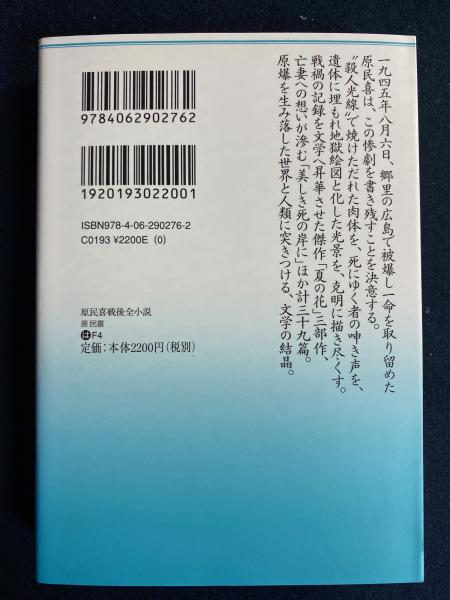 一九四五年八月六日、郷里の広島で被爆し一命を取り留めた
原民喜は、この惨劇を書き残すことを決意する。
“殺人光線”で焼けただれた肉体を、死にゆく者の呻き声を、
遺体に埋もれ地獄絵図と化した光景を、克明に描き尽くす。
戦禍の記録を文学へ昇華させた傑作「夏の花」三部作、
亡妻への想いが滲む「美しき死の岸に」ほか計三十九篇。
原爆を生み落した世界と人類に突きつける、文学の結晶。
9784062902762
1920193022001
ISBN978-4-06-290276-2
C0193 ¥2200E (0)
原民喜戦後全小説
原 民喜
はF4
定価：本体2200円(税別)